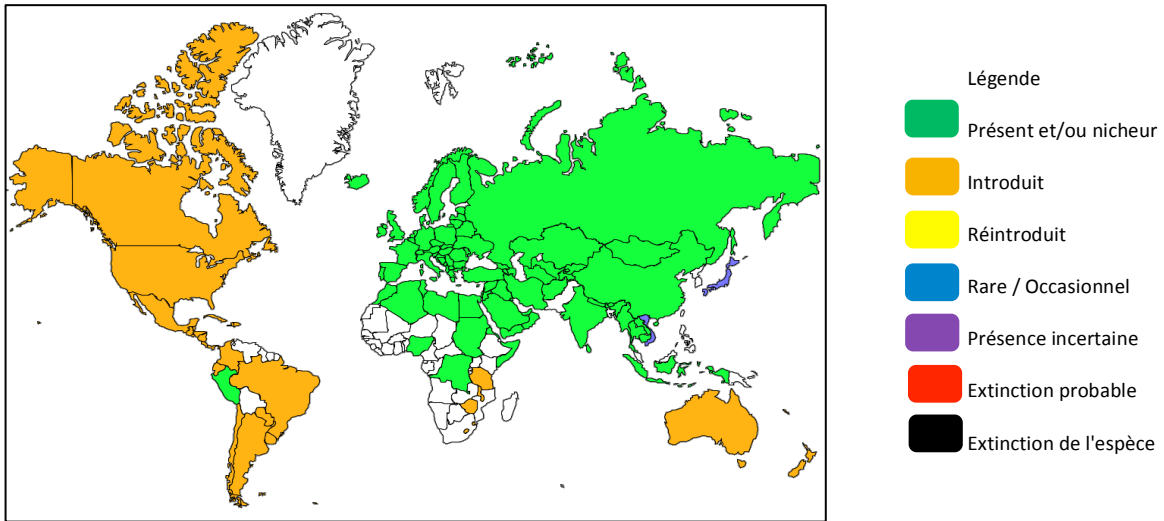 Légende
Présent et/ou nicheur
Introduit
Réintroduit
Rare / Occasionnel
Présence incertaine
Extinction probable
Extinction de l'espèce